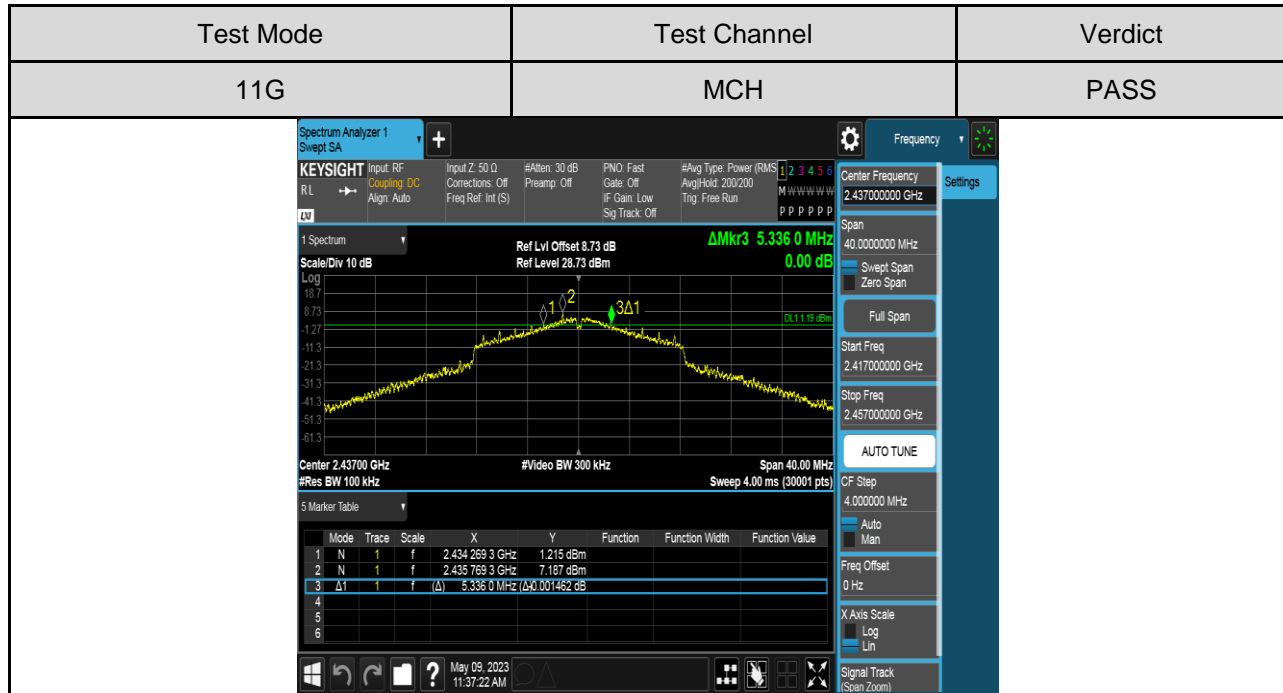 Test Mode Test Channel Verdict
11G MCH PASS
Spectrum Analyzer 1
Swept SA
+
Frequency
KEYSIGHT
RL
LXI
Input: RF
Coupling: DC
Align: Auto
Input Z: 50 Ω
Corrections: Off
Freq Ref: Int (S)
#Atten: 30 dB
Preamp: Off
PNO: Fast
Gate: Off
IF Gain: Low
Sig Track: Off
#Avg Type: Power (RMS
Avg|Hold: 200/200
Trig: Free Run
1 2 3 4 5 6
M W W W W W
P P P P P P
1 Spectrum
Scale/Div 10 dB
Ref Lvl Offset 8.73 dB
Ref Level 28.73 dBm
ΔMkr3 5.336 0 MHz
0.00 dB
Log
18.7
8.73
-1.27
-11.3
-21.3
-31.3
-41.3
-51.3
-61.3
1
2
3Δ1
DL1 1.19 dBm
Center 2.43700 GHz
#Video BW 300 kHz
Span 40.00 MHz
#Res BW 100 kHz
Sweep 4.00 ms (30001 pts)
5 Marker Table
Mode Trace Scale X Y Function Function Width Function Value
1 N 1 f 2.434 269 3 GHz 1.215 dBm
2 N 1 f 2.435 769 3 GHz 7.187 dBm
3 Δ1 1 f (Δ) 5.336 0 MHz (Δ) -0.001462 dB
4
5
6
?
May 09, 2023
11:37:22 AM
Center Frequency
2.437000000 GHz
Settings
Span
40.0000000 MHz
Swept Span
Zero Span
Full Span
Start Freq
2.417000000 GHz
Stop Freq
2.457000000 GHz
AUTO TUNE
CF Step
4.000000 MHz
Auto
Man
Freq Offset
0 Hz
X Axis Scale
Log
Lin
Signal Track
(Span Zoom)